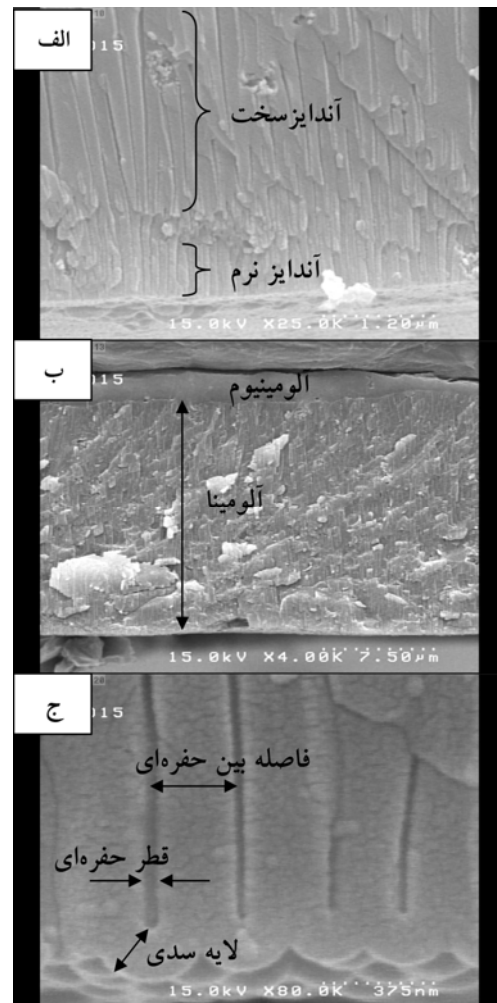 الف
015
آندایزسخت
آندایز نرم
15.0kV X25.0K 1.20µm
ب
015
آلومینیوم
آلومینا
15.0kV X4.00K 7.50µm
ج
015
فاصله بین حفره‌ای
قطر حفره‌ای
لایه سدی
15.0kV X80.0K 375nm